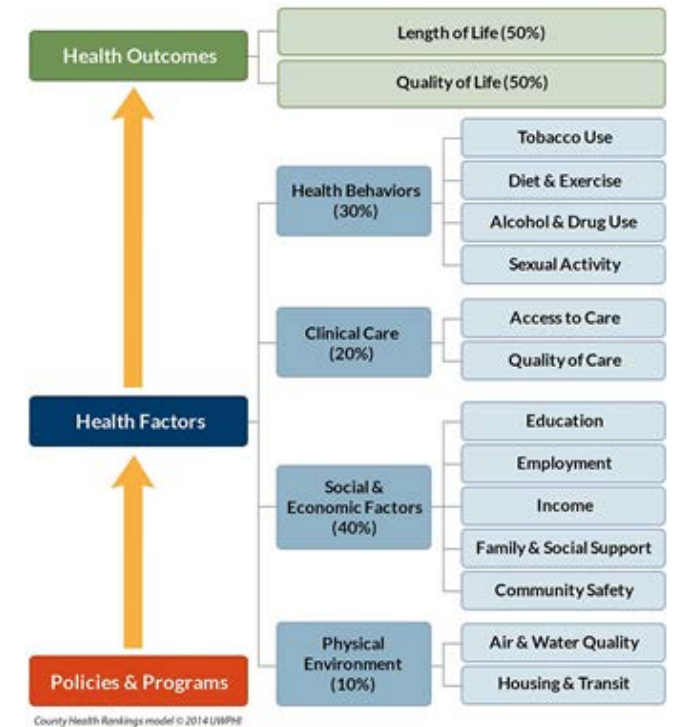 Health Outcomes
Length of Life (50%)
Quality of Life (50%)
Health Behaviors
(30%)
Tobacco Use
Diet & Exercise
Alcohol & Drug Use
Sexual Activity
Clinical Care
(20%)
Access to Care
Quality of Care
Health Factors
Social &
Economic Factors
(40%)
Education
Employment
Income
Family & Social Support
Community Safety
Physical
Environment
(10%)
Air & Water Quality
Housing & Transit
Policies & Programs
County Health Rankings model © 2014 UWPHI